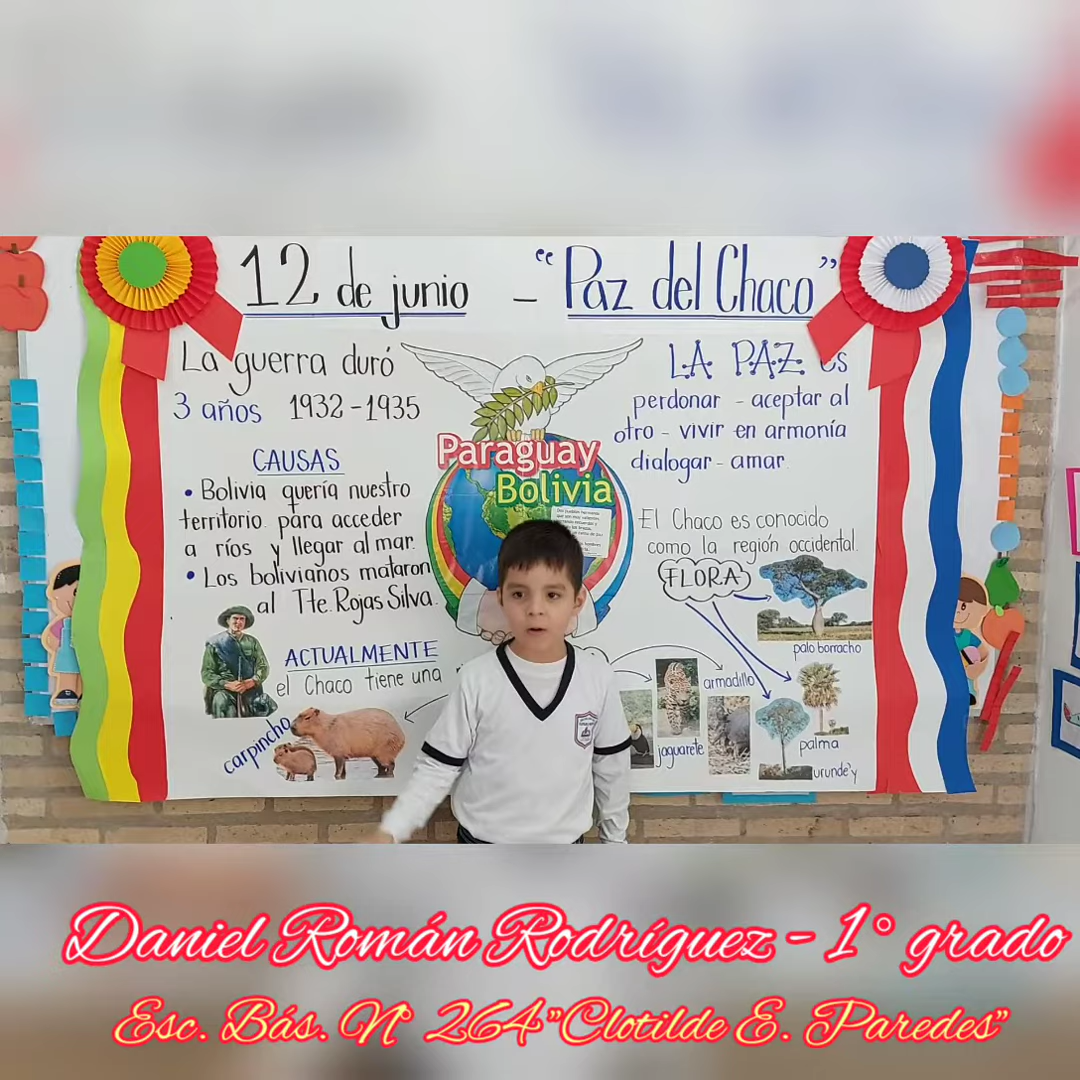 12 de junio - "Paz del Chaco"
La guerra duró
3 años 1932-1935
CAUSAS
• Bolivia quería nuestro
territorio para acceder
a ríos y llegar al mar.
• Los bolivianos mataron
al Tte. Rojas Silva.
ACTUALMENTE
el Chaco tiene una
carpincho
Paraguay
Bolivia
LA PAZ es
perdonar - aceptar al
otro - vivir en armonía
dialogar - amar.
El Chaco es conocido
como la región occidental.
FLORA
palo borracho
armadillo
jaguarete
palma
urunde'y
Daniel Román Rodríguez - 1° grado
Esc. Bás. N° 264 "Clotilde E. Paredes"